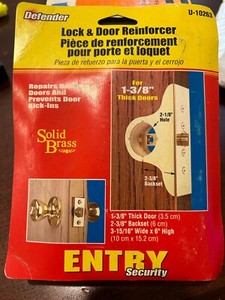 Defender
U-10263
Lock & Door Reinforcer
Pièce de renforcement
pour porte et loquet
Pieza de refuerzo para la puerta y el cerrojo
Repairs
Doors And
Prevents Door
Kick-Ins
For
1-3/8"
Thick Doors
2-1/8"
Hole
Solid
Brass
2-3/8"
Backset
1-3/8" Thick Door (3.5 cm)
2-3/8" Backset (6 cm)
3-15/16" Wide x 6" High
(10 cm x 15.2 cm)
ENTRY
Security